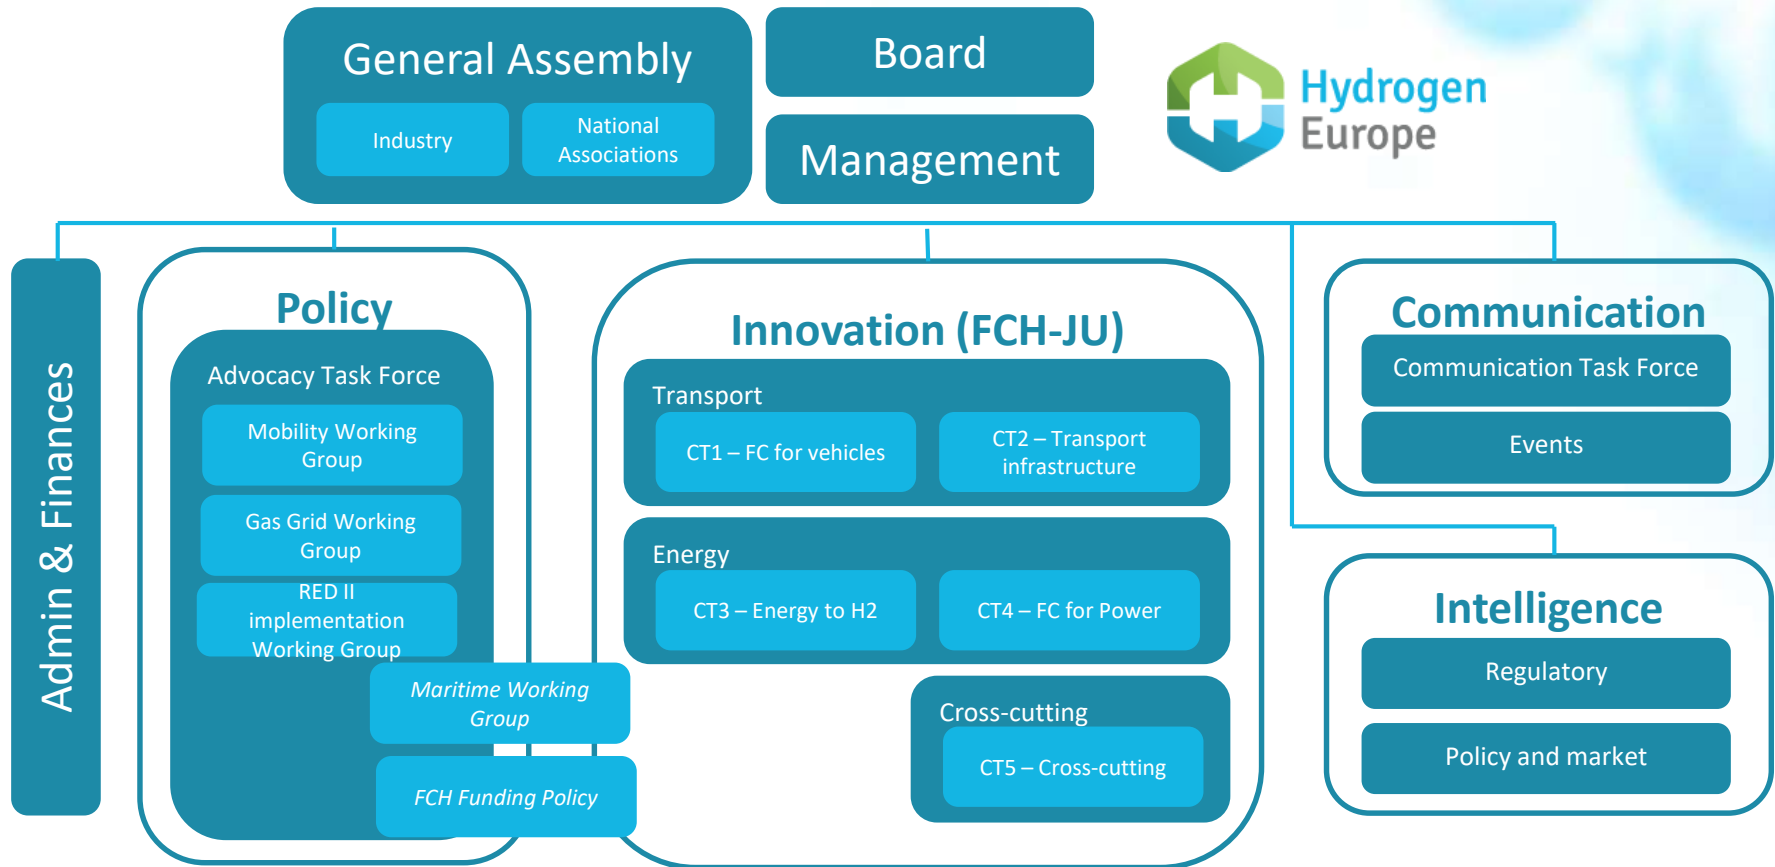 General Assembly
Industry
National
Associations
Board
Management
Hydrogen
Europe
Admin & Finances
Policy
Advocacy Task Force
Mobility Working
Group
Gas Grid Working
Group
RED II
implementation
Working Group
Maritime Working
Group
FCH Funding Policy
Innovation (FCH-JU)
Transport
CT1 – FC for vehicles
CT2 – Transport
infrastructure
Energy
CT3 – Energy to H2
CT4 – FC for Power
Cross-cutting
CT5 – Cross-cutting
Communication
Communication Task Force
Events
Intelligence
Regulatory
Policy and market